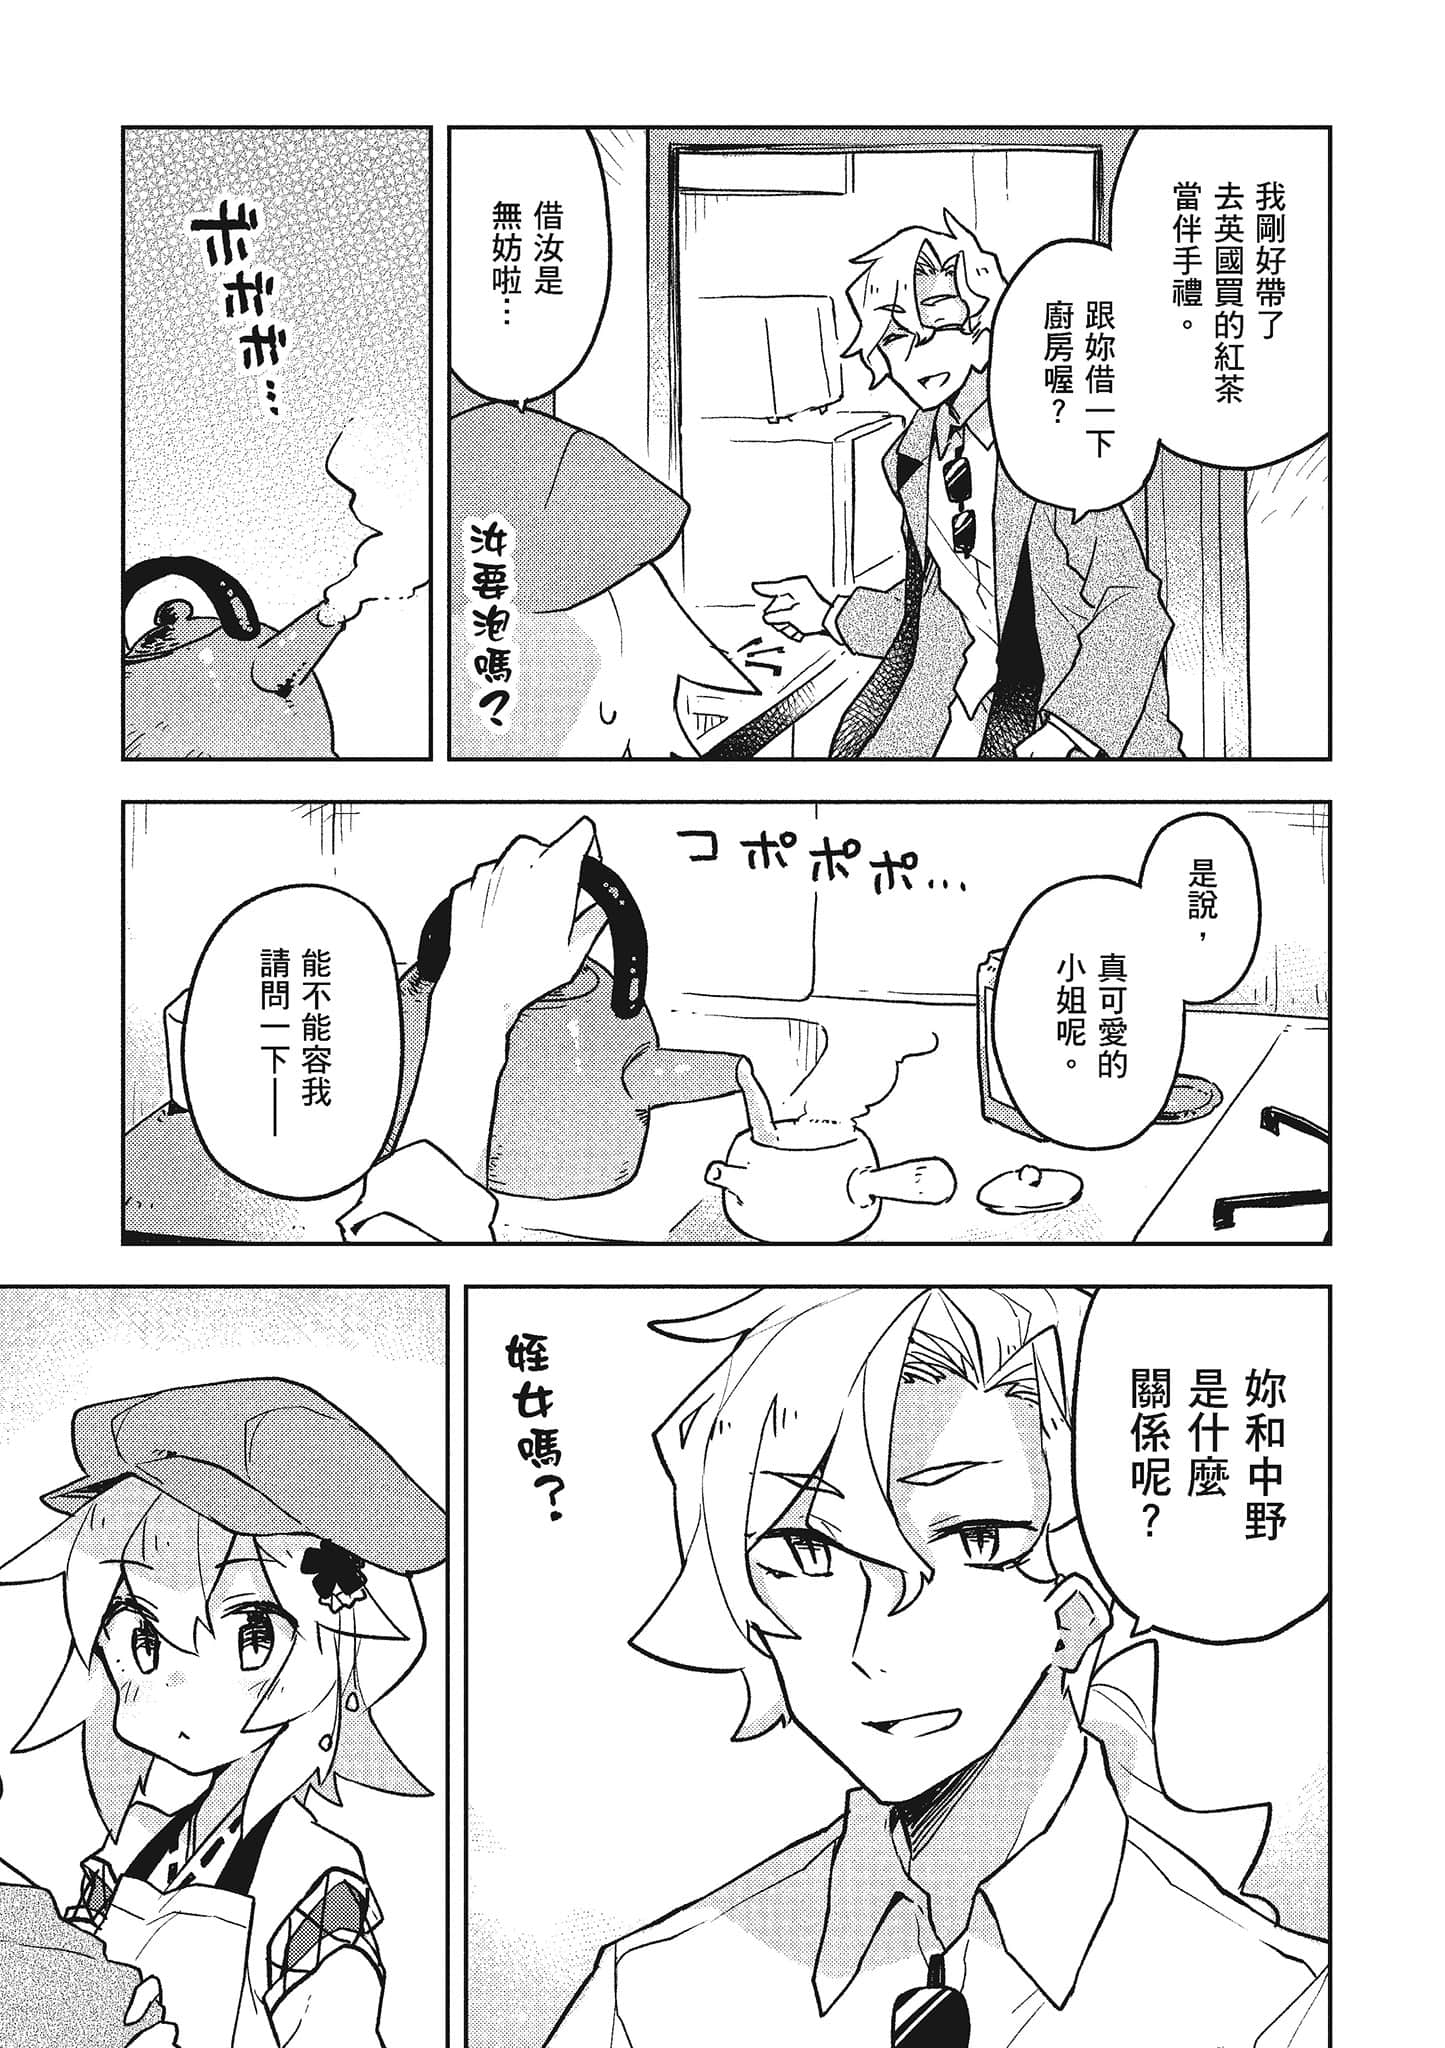 我剛好帶了
去英國買的紅茶
當伴手禮。
跟妳借一下
廚房喔？
借汝是
無妨啦…
汝要泡嗎？
是說，
真可愛的
小姐呢。
コポポポ…
能不能容我
請問一下──
妳和中野
是什麼
關係呢？
姪女嗎？